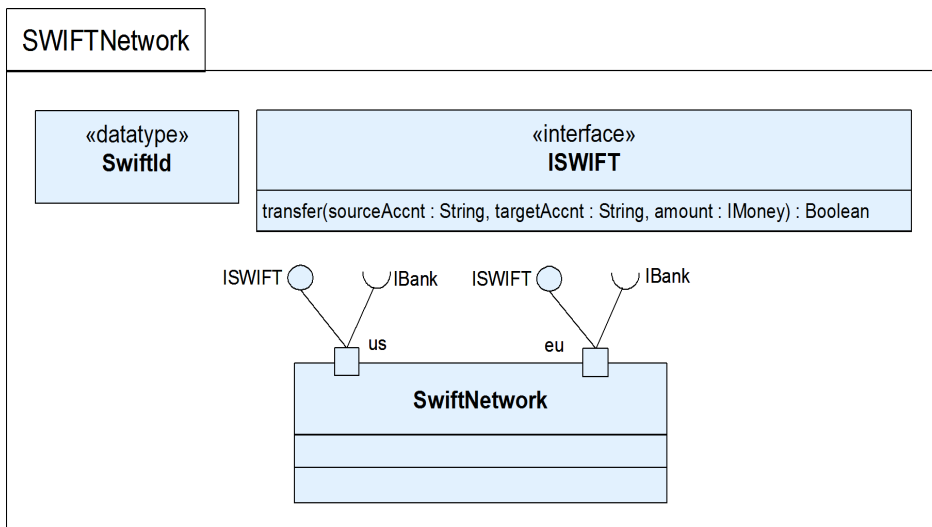 SWIFTNetwork
«datatype»
SwiftId
«interface»
ISWIFT
transfer(sourceAccnt : String, targetAccnt : String, amount : IMoney) : Boolean
ISWIFT
IBank
ISWIFT
IBank
us
eu
SwiftNetwork